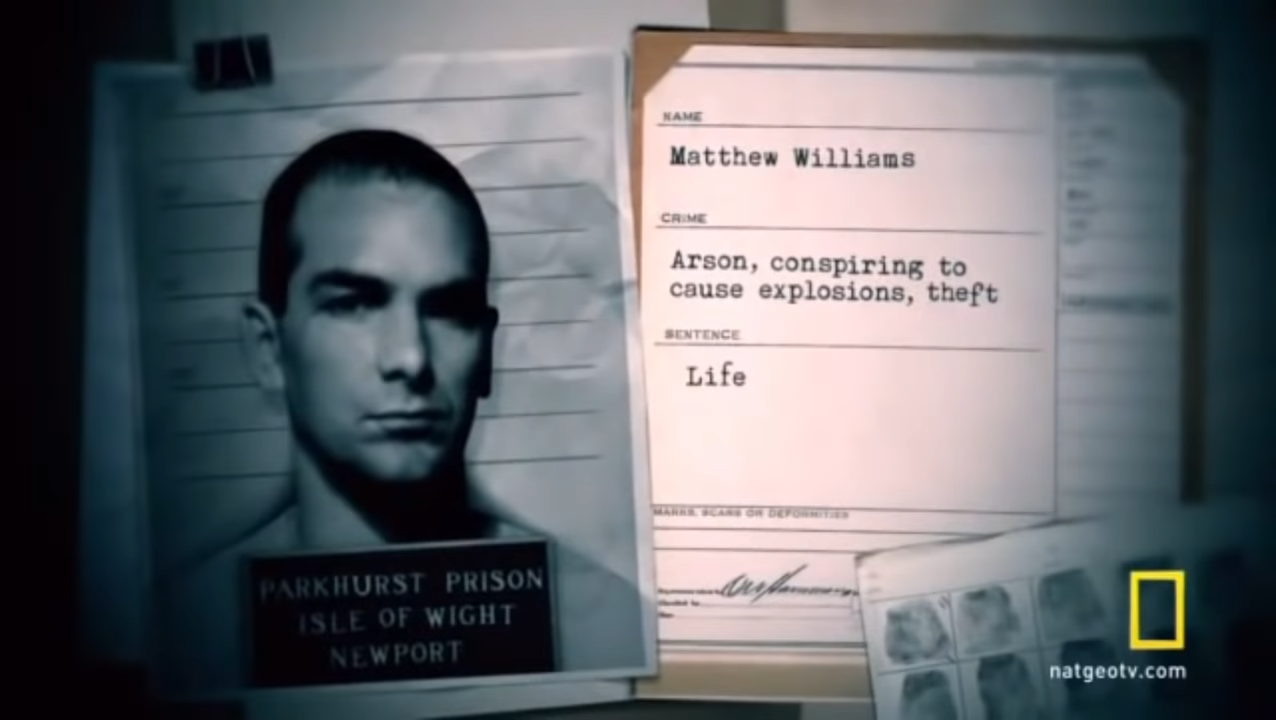 NAME
Matthew Williams
CRIME
Arson, conspiring to
cause explosions, theft
SENTENCE
Life
MARKS, SCARS OR DEFORMITIES
PARKHURST PRISON
ISLE OF WIGHT
NEWPORT
natgeotv.com